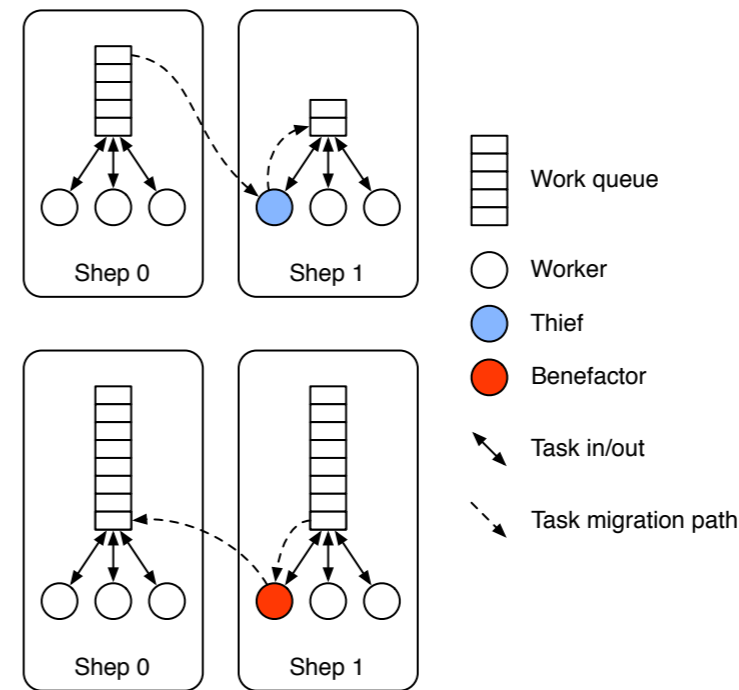 Shep 0
Shep 1
Work queue
Worker
Thief
Benefactor
Task in/out
Task migration path
Shep 0
Shep 1